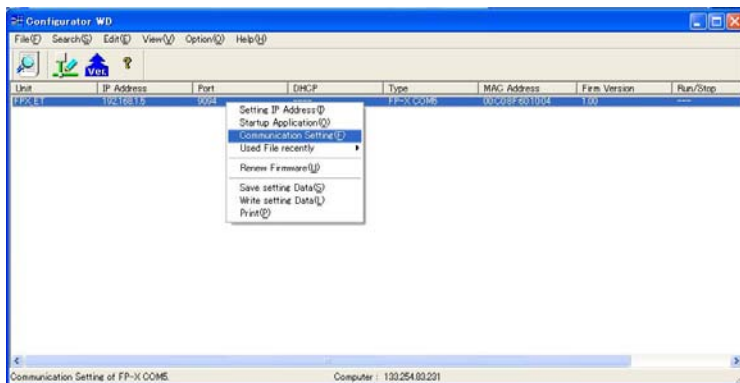 Configurator WD
File(F) Search(S) Edit(E) View(V) Option(O) Help(H)
Ver.
?
Unit IP Address Port DHCP Type MAC Address Firm Version Run/Stop
FPX ET 192.168.1.5 9094 ---- FP-X COM5 00C08F601004 1.00 ----
Setting IP Address(I)
Startup Application(O)
Communication Setting(F)
Used File recently
Renew Firmware(U)
Save setting Data(S)
Write setting Data(L)
Print(P)
Communication Setting of FP-X COM5. Computer : 133.254.83.231